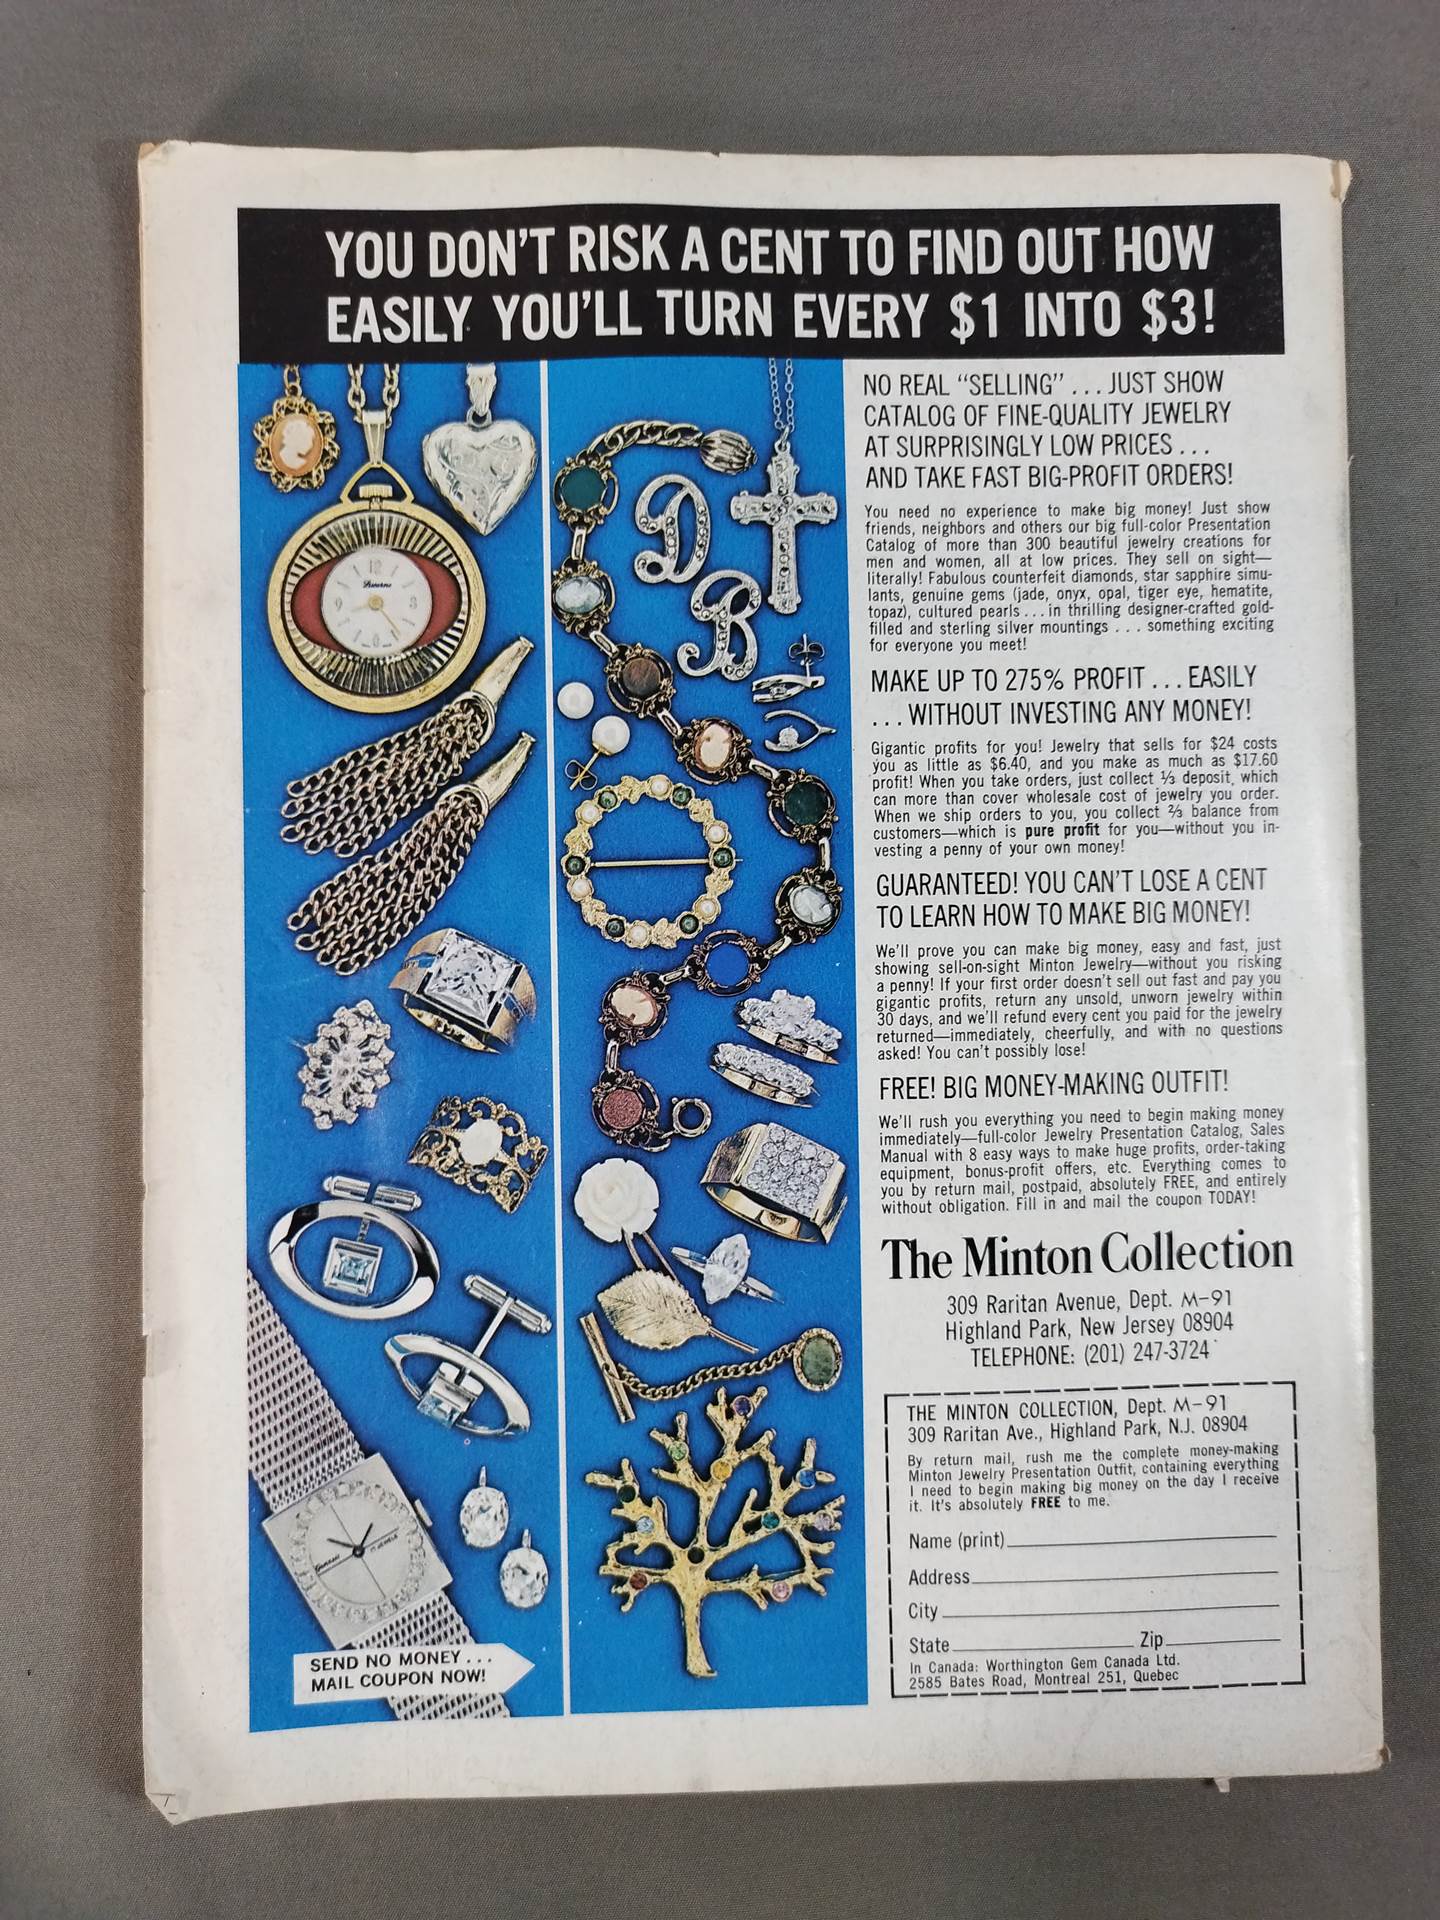 YOU DON'T RISK A CENT TO FIND OUT HOW
EASILY YOU'LL TURN EVERY $1 INTO $3!
NO REAL “SELLING” ... JUST SHOW
CATALOG OF FINE-QUALITY JEWELRY
AT SURPRISINGLY LOW PRICES ...
AND TAKE FAST BIG-PROFIT ORDERS!
You need no experience to make big money! Just show
friends, neighbors and others our big full-color Presentation
Catalog of more than 300 beautiful jewelry creations for
men and women, all at low prices. They sell on sight—
literally! Fabulous counterfeit diamonds, star sapphire simu-
lants, genuine gems (jade, onyx, opal, tiger eye, hematite,
topaz), cultured pearls ... in thrilling designer-crafted gold-
filled and sterling silver mountings ... something exciting
for everyone you meet!
MAKE UP TO 275% PROFIT ... EASILY
... WITHOUT INVESTING ANY MONEY!
Gigantic profits for you! Jewelry that sells for $24 costs
you as little as $6.40, and you make as much as $17.60
profit! When you take orders, just collect ⅓ deposit, which
can more than cover wholesale cost of jewelry you order.
When we ship orders to you, you collect ⅔ balance from
customers—which is pure profit for you—without you in-
vesting a penny of your own money!
GUARANTEED! YOU CAN'T LOSE A CENT
TO LEARN HOW TO MAKE BIG MONEY!
We'll prove you can make big money, easy and fast, just
showing sell-on-sight Minton Jewelry—without you risking
a penny! If your first order doesn't sell out fast and pay you
gigantic profits, return any unsold, unworn jewelry within
30 days, and we'll refund every cent you paid for the jewelry
returned—immediately, cheerfully, and with no questions
asked! You can't possibly lose!
FREE! BIG MONEY-MAKING OUTFIT!
We'll rush you everything you need to begin making money
immediately—full-color Jewelry Presentation Catalog, Sales
Manual with 8 easy ways to make huge profits, order-taking
equipment, bonus-profit offers, etc. Everything comes to
you by return mail, postpaid, absolutely FREE, and entirely
without obligation. Fill in and mail the coupon TODAY!
The Minton Collection
309 Raritan Avenue, Dept. M-91
Highland Park, New Jersey 08904
TELEPHONE: (201) 247-3724
THE MINTON COLLECTION, Dept. M-91
309 Raritan Ave., Highland Park, N.J. 08904
By return mail, rush me the complete money-making
Minton Jewelry Presentation Outfit, containing everything
I need to begin making big money on the day I receive
it. It's absolutely FREE to me.
Name (print)
Address
City
State Zip
In Canada: Worthington Gem Canada Ltd.
2585 Bates Road, Montreal 251, Quebec
SEND NO MONEY ...
MAIL COUPON NOW!
12
3
6
9
17 JEWELS
D
B